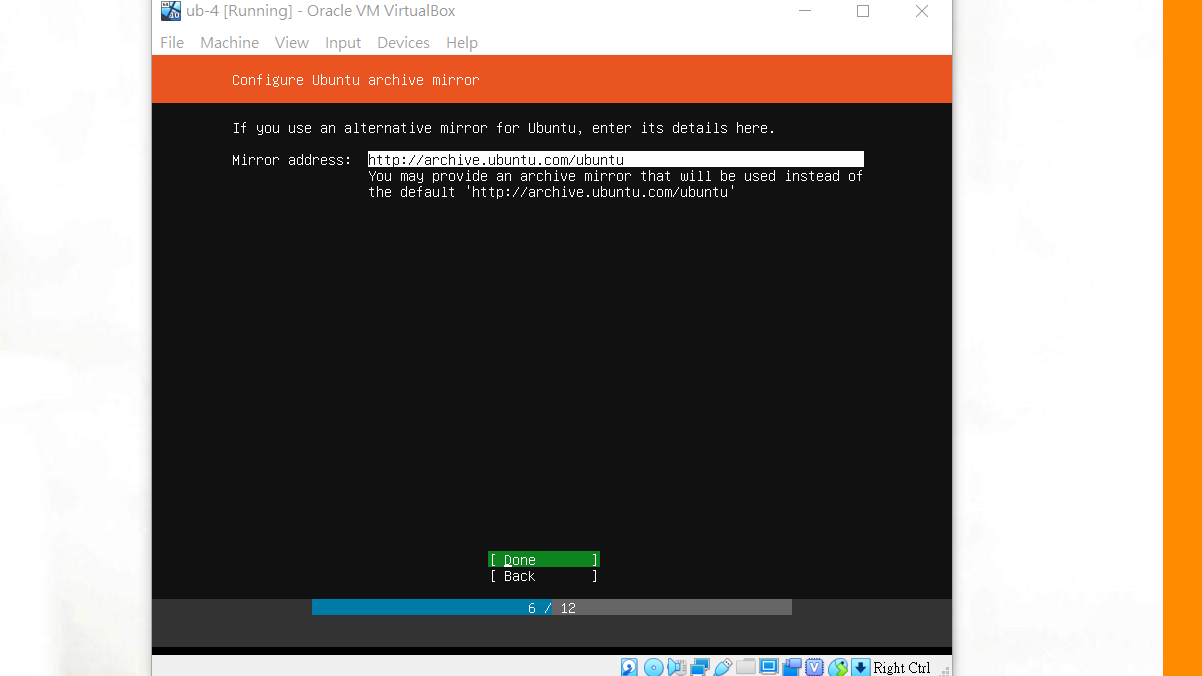 ub-4 [Running] - Oracle VM VirtualBox
File Machine View Input Devices Help
Configure Ubuntu archive mirror
If you use an alternative mirror for Ubuntu, enter its details here.
Mirror address: http://archive.ubuntu.com/ubuntu
You may provide an archive mirror that will be used instead of
the default 'http://archive.ubuntu.com/ubuntu'
[ Done ]
[ Back ]
6 / 12
Right Ctrl